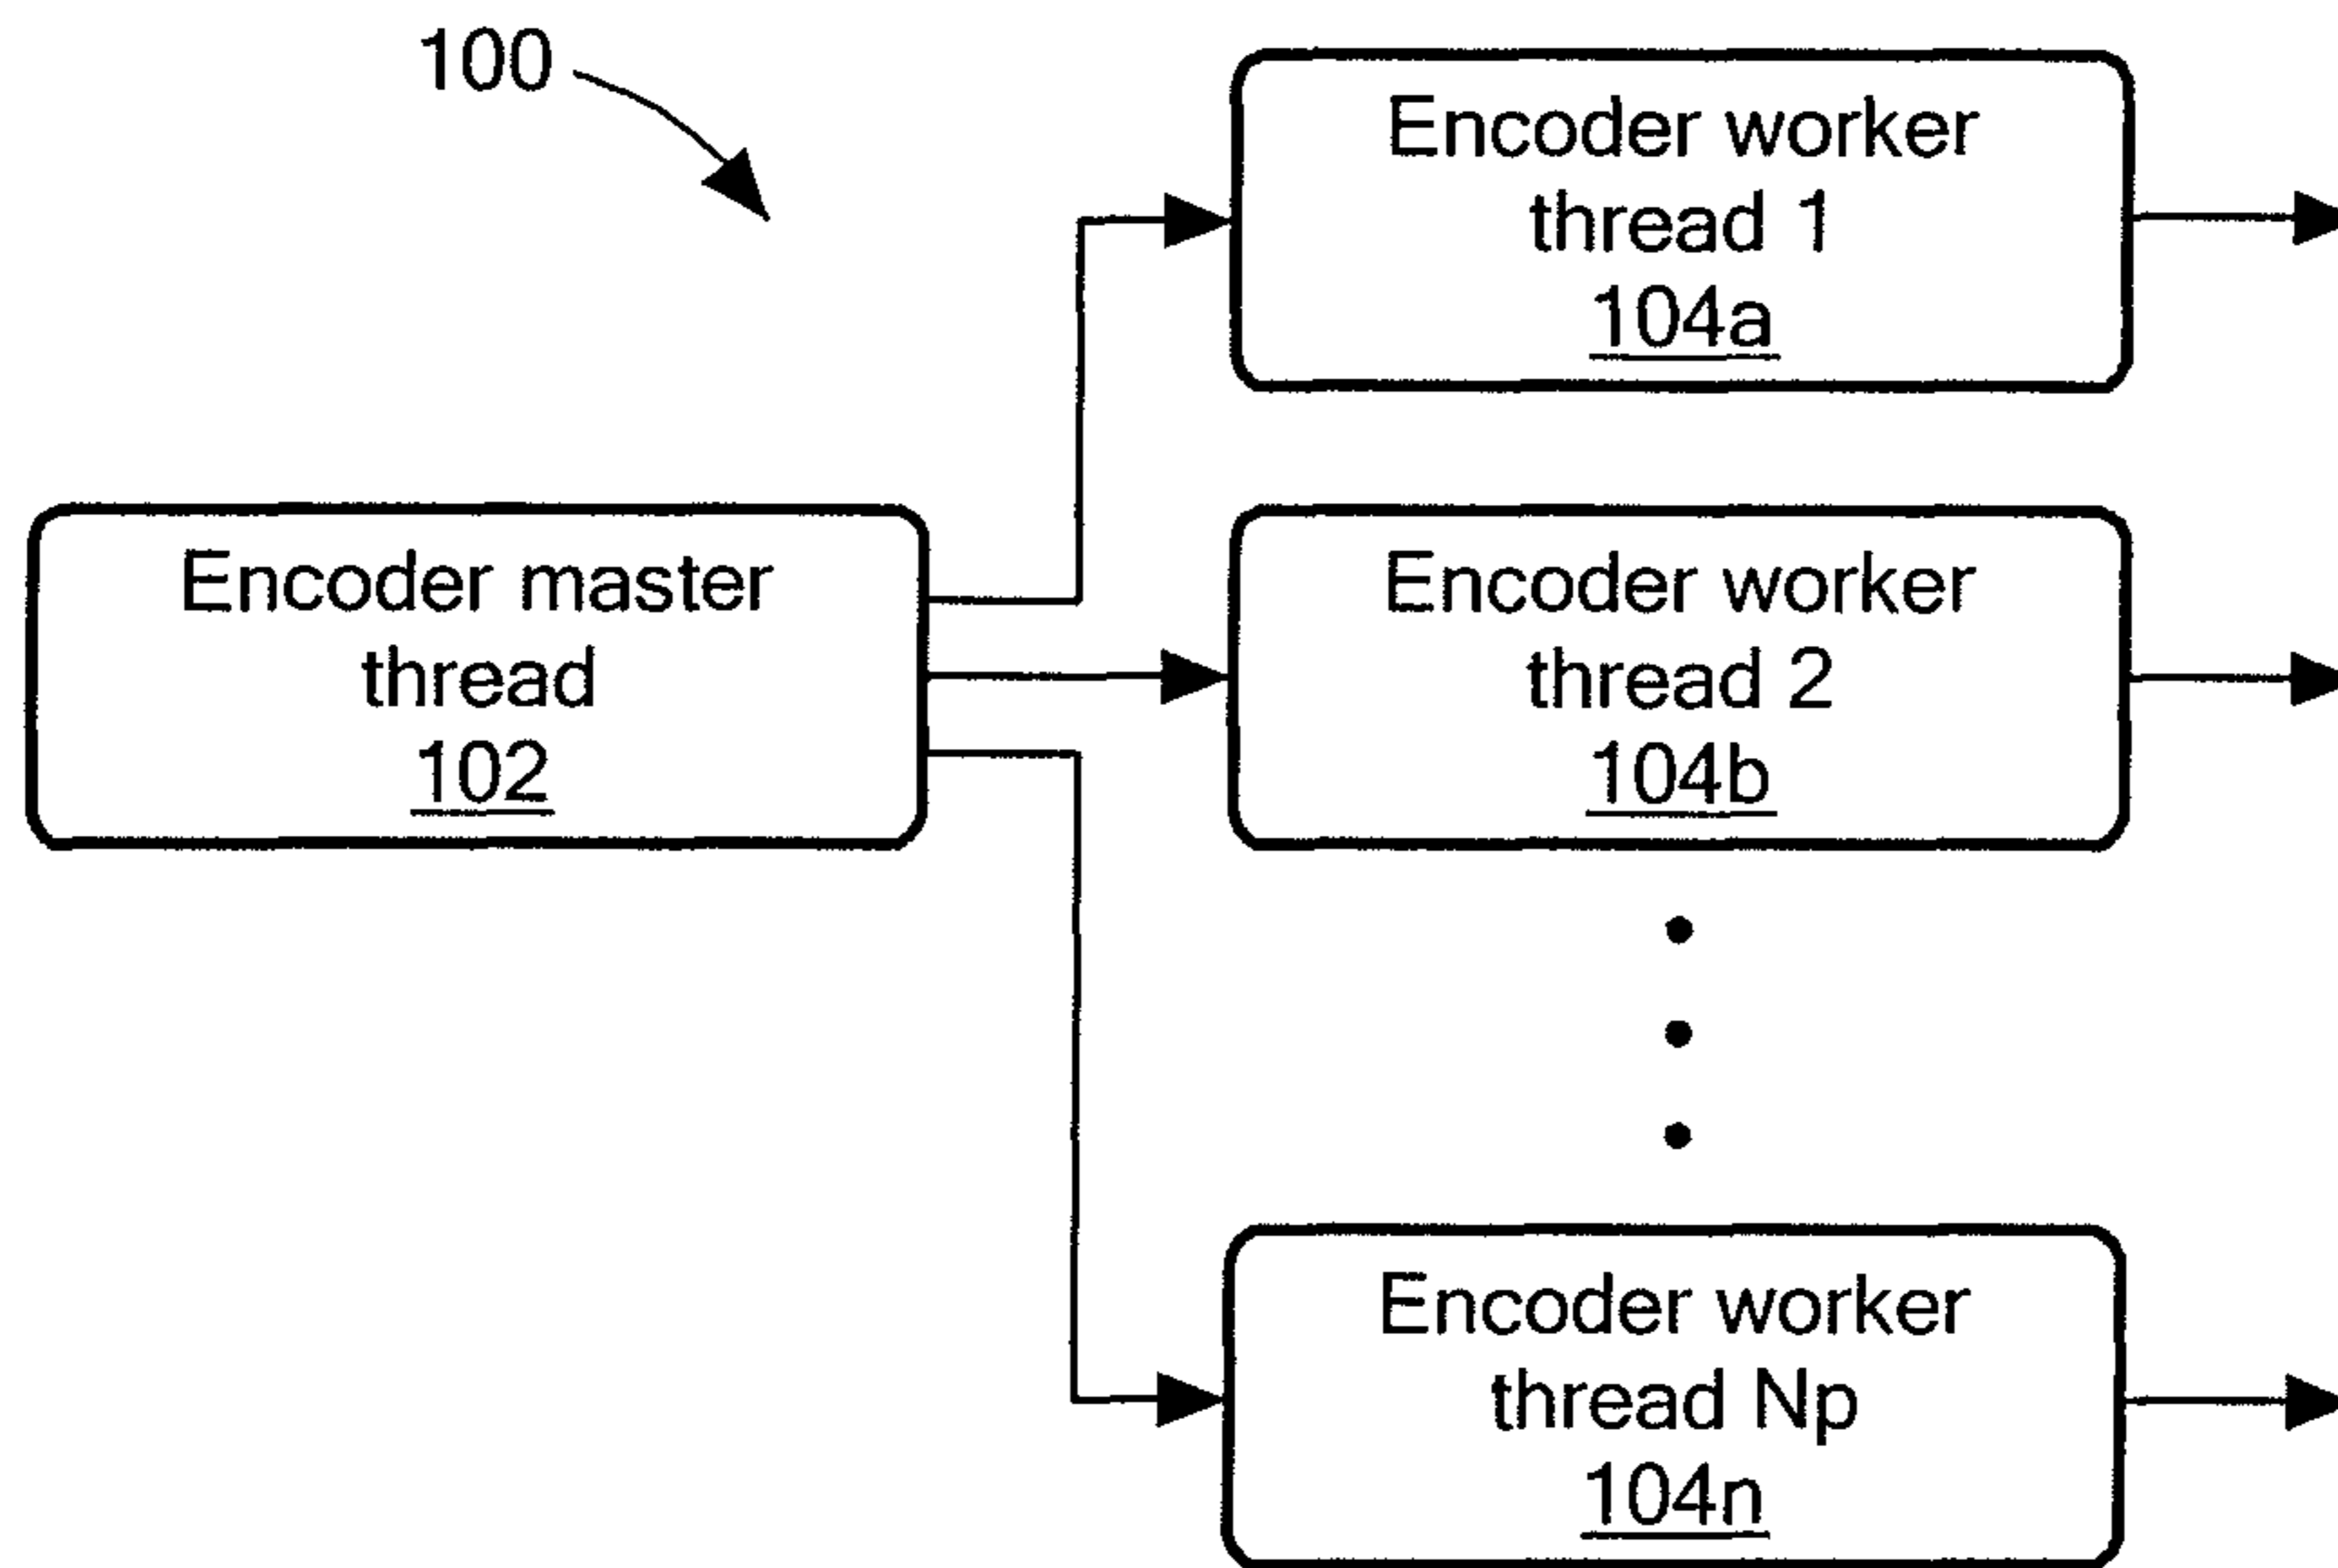 100
Encoder worker
thread 1
104a
Encoder master
thread
102
Encoder worker
thread 2
104b
Encoder worker
thread Np
104n